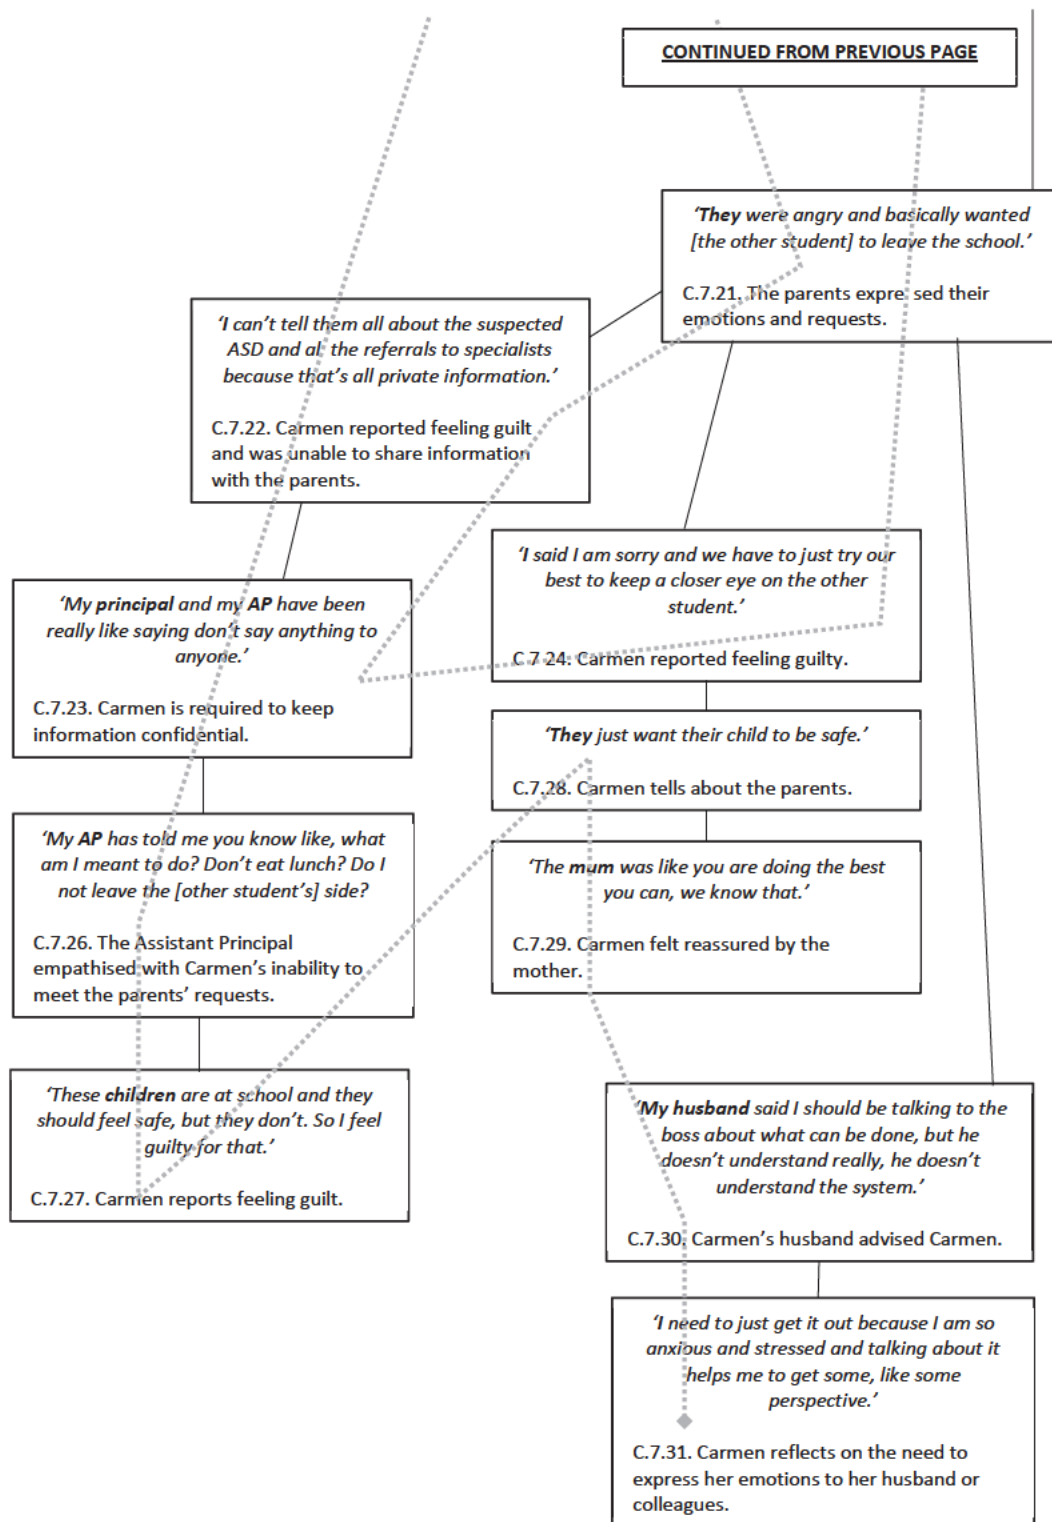 CONTINUED FROM PREVIOUS PAGE
‘They were angry and basically wanted
[the other student] to leave the school.’
C.7.21. The parents expre sed their
emotions and requests.
‘I can’t tell them all about the suspected
ASD and al the referrals to specialists
because that’s all private information.’
C.7.22. Carmen reported feeling guilt
and was unable to share information
with the parents.
‘My principal and my AP have been
really like saying don’t say anything to
anyone.’
C.7.23. Carmen is required to keep
information confidential.
‘I said I am sorry and we have to just try our
best to keep a closer eye on the other
student.’
C 7 24. Carmen reported feeling guilty.
‘They just want their child to be safe.’
C.7.28. Carmen tells about the parents.
‘My AP has told me you know like, what
am I meant to do? Don’t eat lunch? Do I
not leave the [other student’s] side?
C.7.26. The Assistant Principal
empathised with Carmen’s inability to
meet the parents’ requests.
‘The mum was like you are doing the best
you can, we know that.’
C.7.29. Carmen felt reassured by the
mother.
‘These children are at school and they
should feel safe, but they don’t. So I feel
guilty for that.’
C.7.27. Carmen reports feeling guilt.
‘My husband said I should be talking to the
boss about what can be done, but he
doesn’t understand really, he doesn’t
understand the system.’
C.7.30. Carmen’s husband advised Carmen.
‘I need to just get it out because I am so
anxious and stressed and talking about it
helps me to get some, like some
perspective.’
C.7.31. Carmen reflects on the need to
express her emotions to her husband or
colleagues.